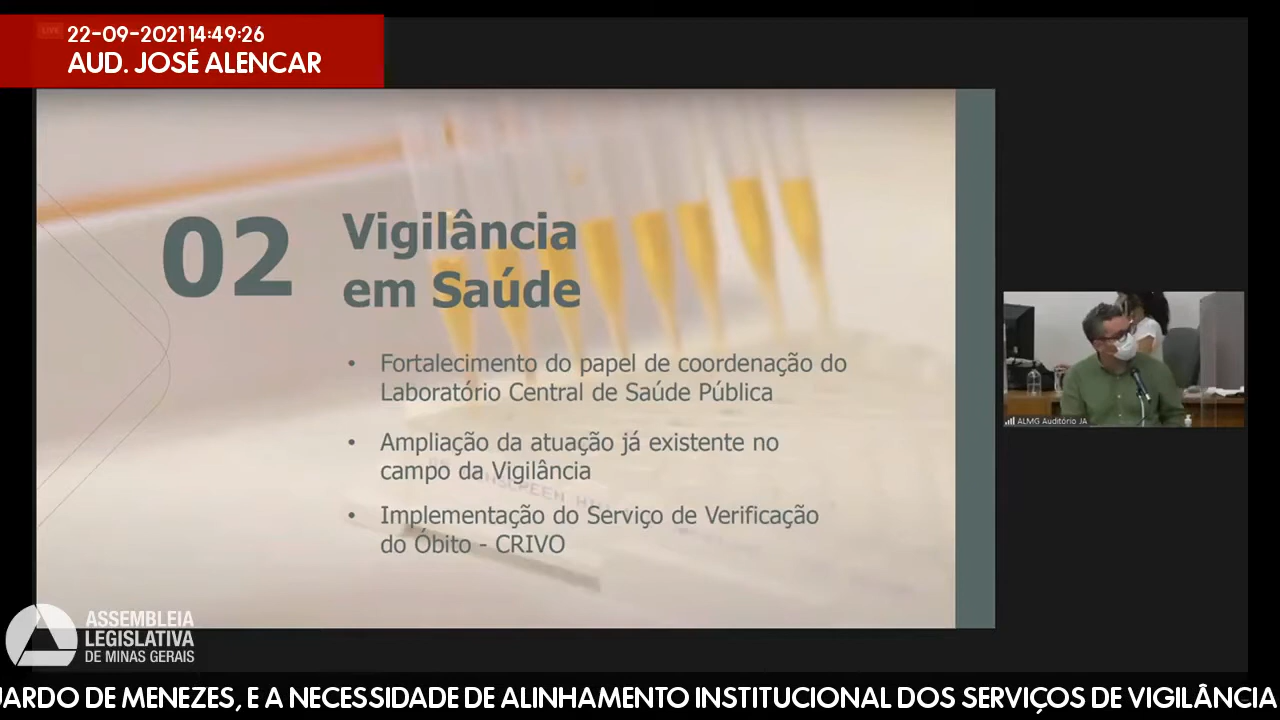 LIVE
22-09-2021 14:49:26
AUD. JOSÉ ALENCAR
02
Vigilância
em Saúde
• Fortalecimento do papel de coordenação do
Laboratório Central de Saúde Pública
• Ampliação da atuação já existente no
campo da Vigilância
• Implementação do Serviço de Verificação
do Óbito - CRIVO
ALMG Auditório JA
ASSEMBLEIA
LEGISLATIVA
DE MINAS GERAIS
UARDO DE MENEZES, E A NECESSIDADE DE ALINHAMENTO INSTITUCIONAL DOS SERVIÇOS DE VIGILÂNCIA